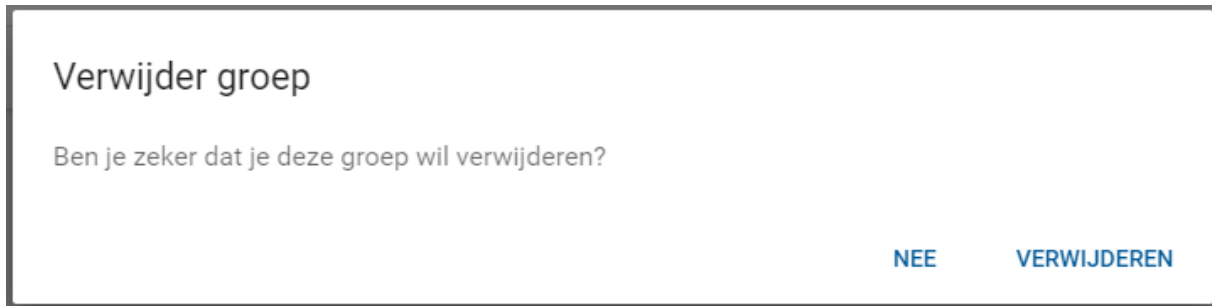 Verwijder groep
Ben je zeker dat je deze groep wil verwijderen?
NEE VERWIJDEREN